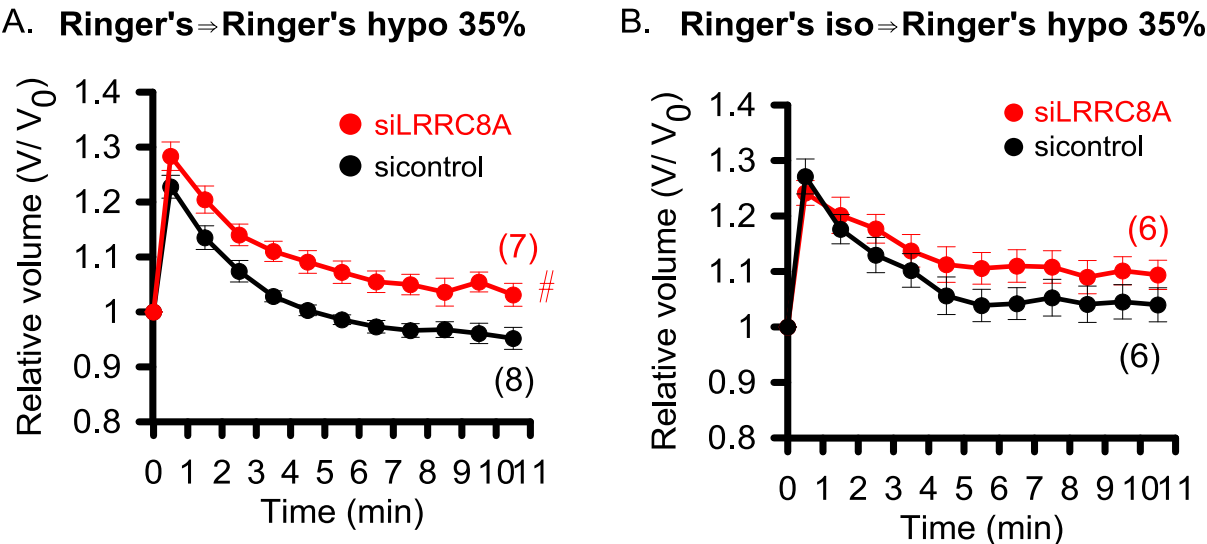 A. Ringer's⇒Ringer's hypo 35%
Relative volume (V/ V0)
1.4
1.3
1.2
1.1
1
0.9
0.8
siLRRC8A
sicontrol
(7)
#
(8)
0 1 2 3 4 5 6 7 8 9 10 11
Time (min)
B. Ringer's iso⇒Ringer's hypo 35%
Relative volume (V/ V0)
1.4
1.3
1.2
1.1
1
0.9
0.8
siLRRC8A
sicontrol
(6)
(6)
0 1 2 3 4 5 6 7 8 9 10 11
Time (min)